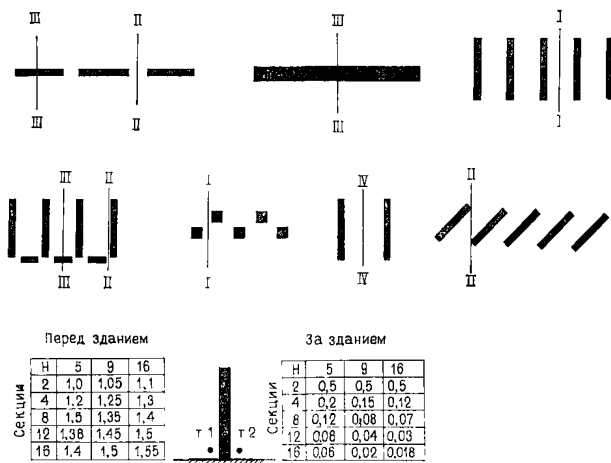 III II III I
III II III I
III II I IV II
III II I IV II
Перед зданием
За зданием
Секции
H 5 9 16
2 1,0 1,05 1,1
4 1,2 1,25 1,3
8 1,5 1,35 1,4
12 1,38 1,45 1,5
16 1,4 1,5 1,55
т 1 т 2
Секции
H 5 9 16
2 0,5 0,5 0,5
4 0,2 0,15 0,12
8 0,12 0,08 0,07
12 0,08 0,04 0,03
16 0,06 0,02 0,018